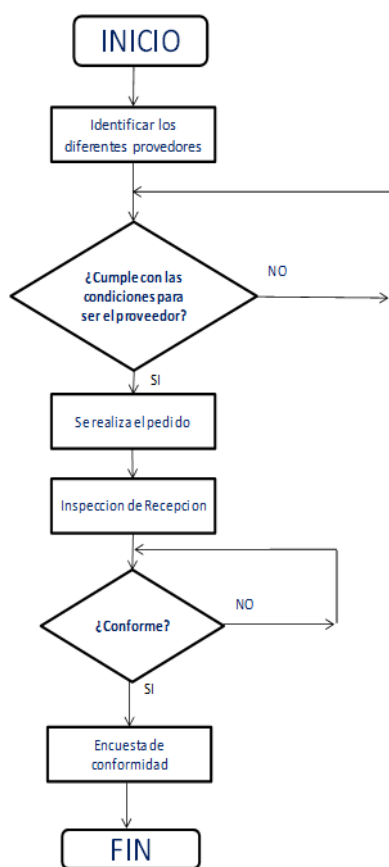 INICIO
Identificar los
diferentes provedores
¿Cumple con las
condiciones para
ser el proveedor?
NO
SI
Se realiza el pedido
Inspeccion de Recepcion
¿Conforme?
NO
SI
Encuesta de
conformidad
FIN